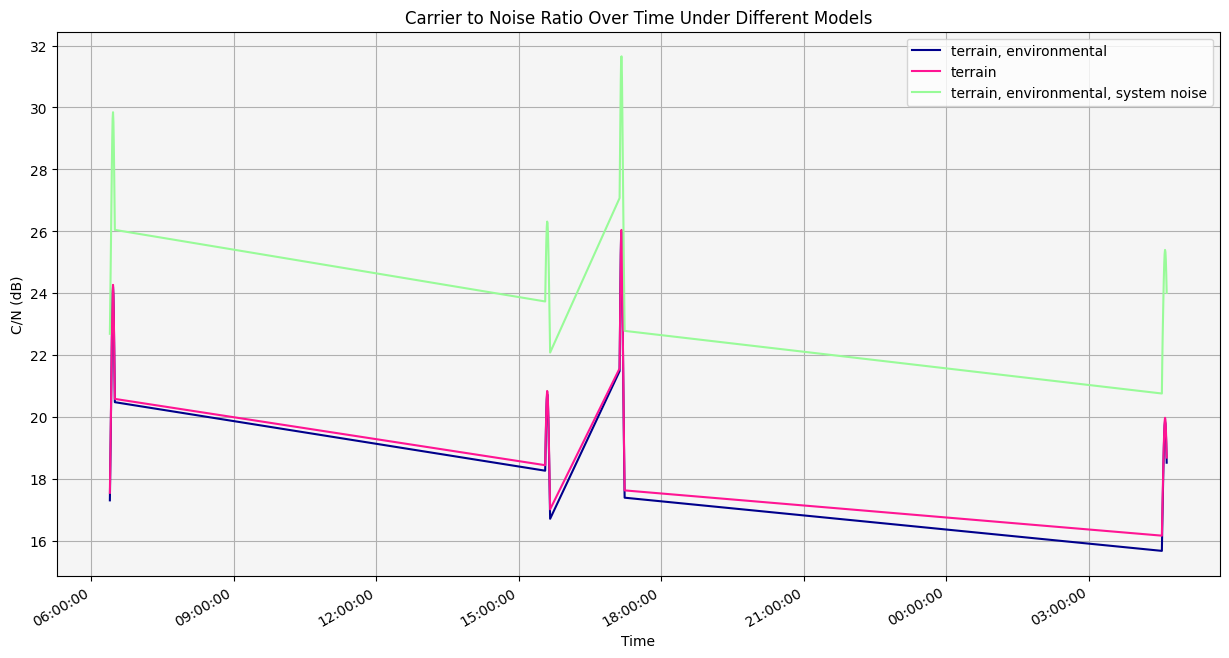 Carrier to Noise Ratio Over Time Under Different Models
terrain, environmental
terrain
terrain, environmental, system noise
C/N (dB)
32
30
28
26
24
22
20
18
16
06:00:00
09:00:00
12:00:00
15:00:00
18:00:00
21:00:00
00:00:00
03:00:00
Time